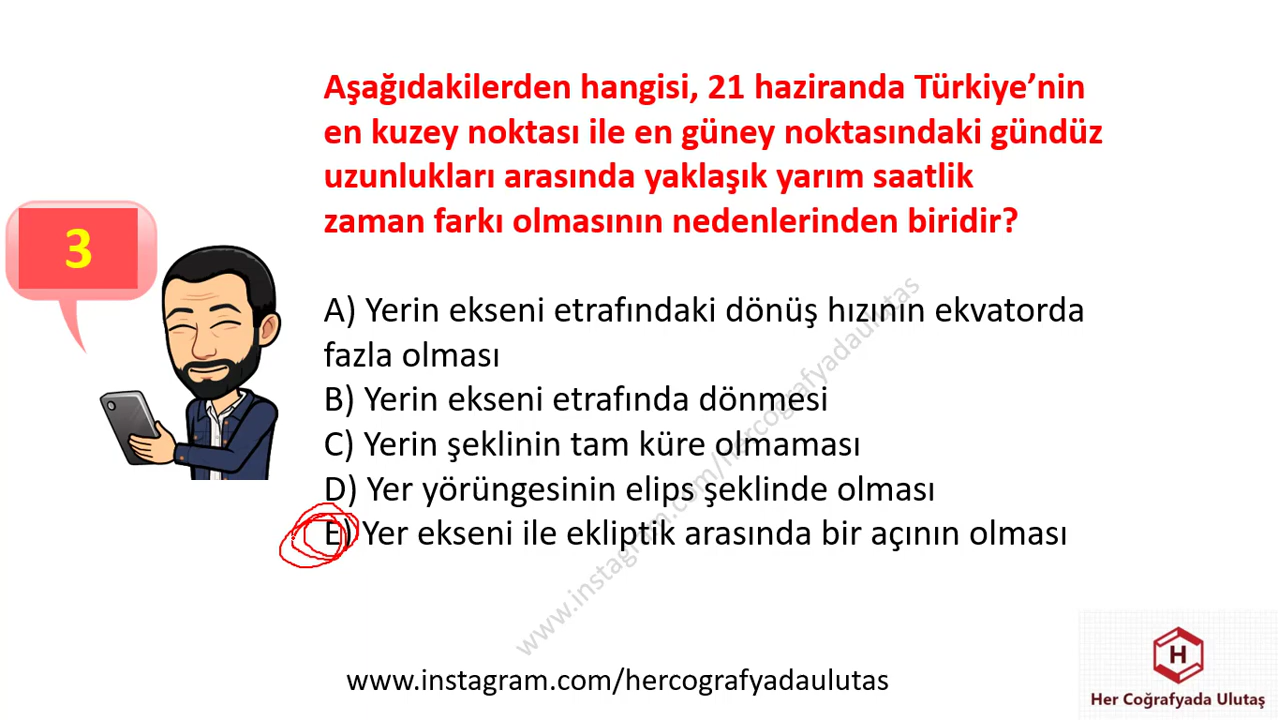 Aşağıdakilerden hangisi, 21 haziranda Türkiye’nin
en kuzey noktası ile en güney noktasındaki gündüz
uzunlukları arasında yaklaşık yarım saatlik
zaman farkı olmasının nedenlerinden biridir?
3
A) Yerin ekseni etrafındaki dönüş hızının ekvatorda
fazla olması
B) Yerin ekseni etrafında dönmesi
C) Yerin şeklinin tam küre olmaması
D) Yer yörüngesinin elips şeklinde olması
E) Yer ekseni ile ekliptik arasında bir açının olması
www.instagram.com/hercografyadaulutas
www.instagram.com/hercografyadaulutas
H
Her Coğrafyada Ulutaş